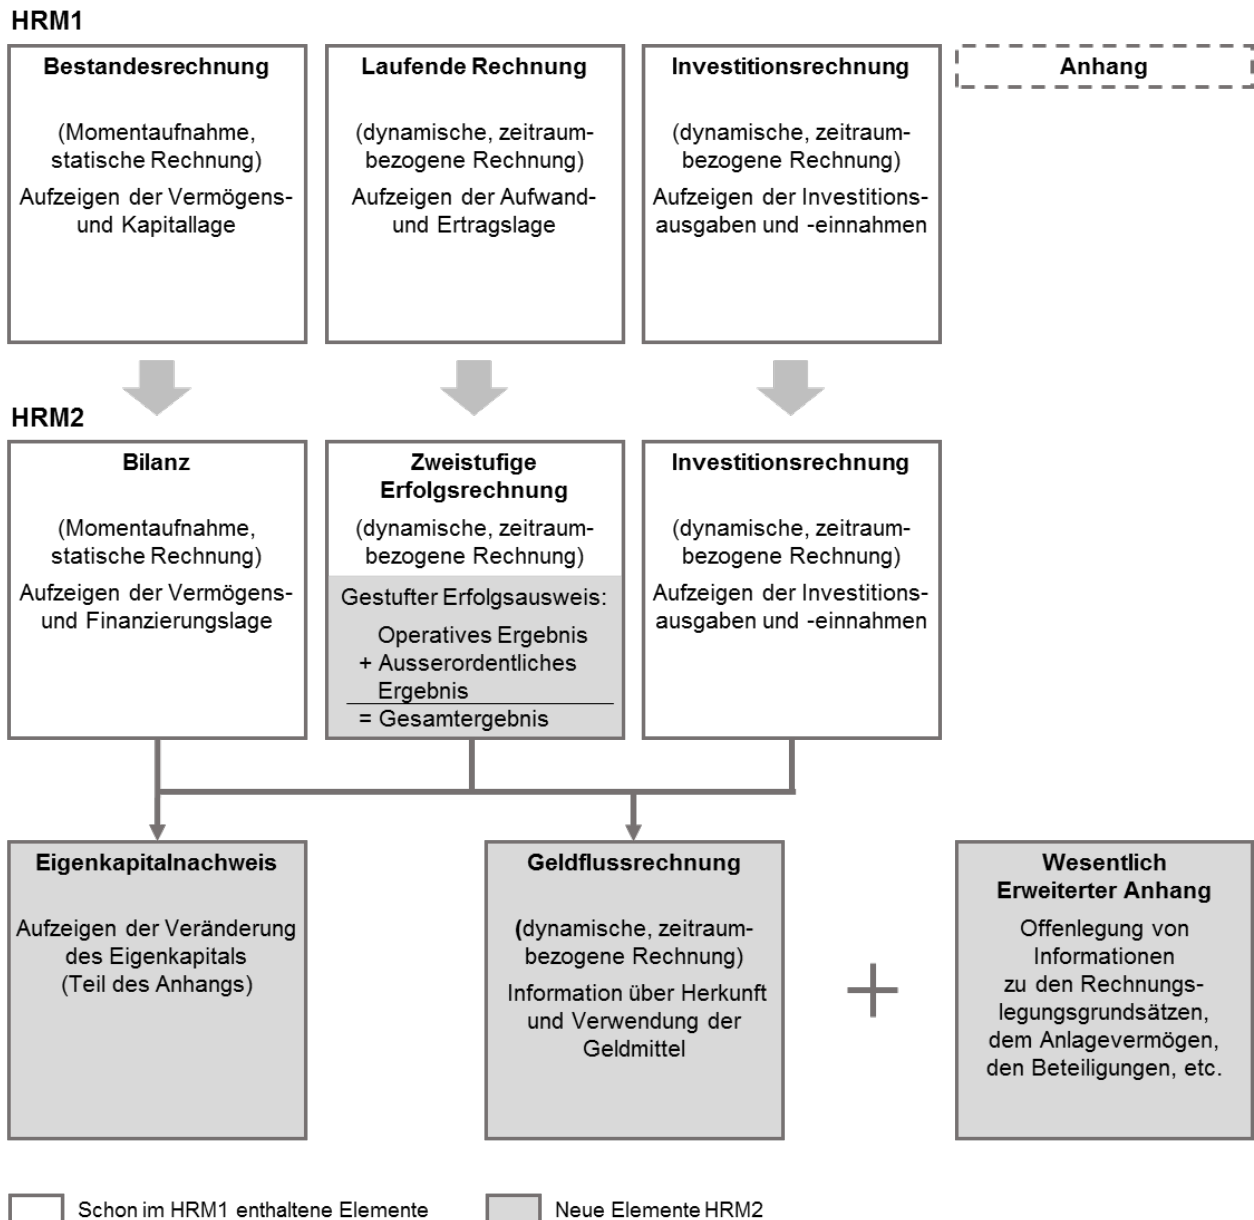 HRM1
Bestandesrechnung
(Momentaufnahme,
statische Rechnung)
Aufzeigen der Vermögens-
und Kapitallage
Laufende Rechnung
(dynamische, zeitraum-
bezogene Rechnung)
Aufzeigen der Aufwand-
und Ertragslage
Investitionsrechnung
(dynamische, zeitraum-
bezogene Rechnung)
Aufzeigen der Investitions-
ausgaben und -einnahmen
Anhang
HRM2
Bilanz
(Momentaufnahme,
statische Rechnung)
Aufzeigen der Vermögens-
und Finanzierungslage
Zweistufige
Erfolgsrechnung
(dynamische, zeitraum-
bezogene Rechnung)
Gestufter Erfolgsausweis:
Operatives Ergebnis
+ Ausserordentliches
Ergebnis
= Gesamtergebnis
Investitionsrechnung
(dynamische, zeitraum-
bezogene Rechnung)
Aufzeigen der Investitions-
ausgaben und -einnahmen
Eigenkapitalnachweis
Aufzeigen der Veränderung
des Eigenkapitals
(Teil des Anhangs)
Geldflussrechnung
(dynamische, zeitraum-
bezogene Rechnung)
Information über Herkunft
und Verwendung der
Geldmittel
+
Wesentlich
Erweiterter Anhang
Offenlegung von
Informationen
zu den Rechnungs-
legungsgrundsätzen,
dem Anlagevermögen,
den Beteiligungen, etc.
Schon im HRM1 enthaltene Elemente
Neue Elemente HRM2